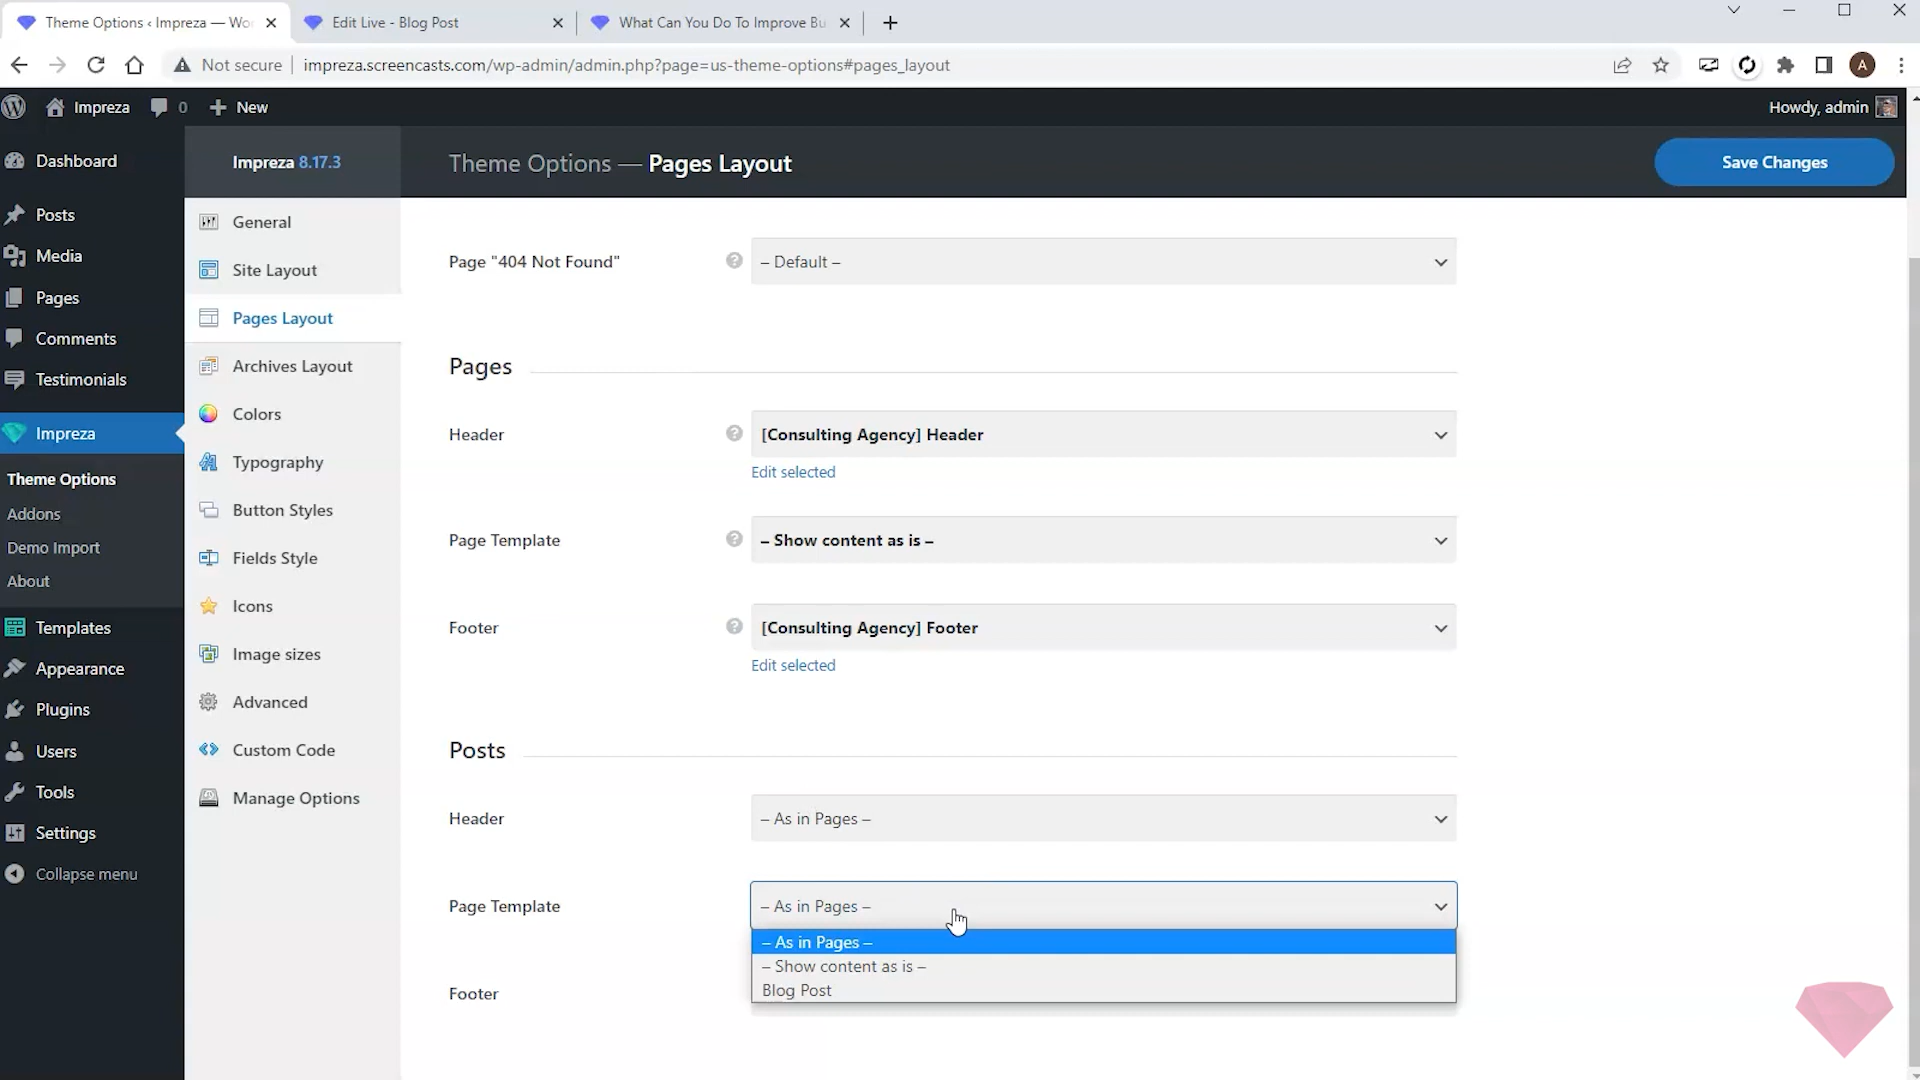 Theme Options ‹ Impreza — Wo
Edit Live - Blog Post
What Can You Do To Improve Bu
Not secure
impreza.screencasts.com/wp-admin/admin.php?page=us-theme-options#pages_layout
A
Impreza
0
New
Howdy, admin
Dashboard
Posts
Media
Pages
Comments
Testimonials
Impreza
Theme Options
Addons
Demo Import
About
Templates
Appearance
Plugins
Users
Tools
Settings
Collapse menu
Impreza 8.17.3
General
Site Layout
Pages Layout
Archives Layout
Colors
Typography
Button Styles
Fields Style
Icons
Image sizes
Advanced
Custom Code
Manage Options
Theme Options — Pages Layout
Save Changes
Page "404 Not Found"
– Default –
Pages
Header
[Consulting Agency] Header
Edit selected
Page Template
– Show content as is –
Footer
[Consulting Agency] Footer
Edit selected
Posts
Header
– As in Pages –
Page Template
– As in Pages –
– As in Pages –
– Show content as is –
Blog Post
Footer